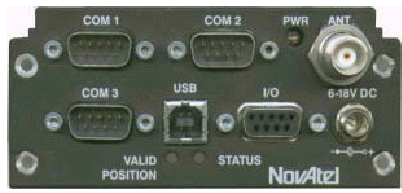 COM 1 COM 2 PWR ANT
COM 3 USB I/O 6-18V DC
VALID POSITION STATUS
NovAtel